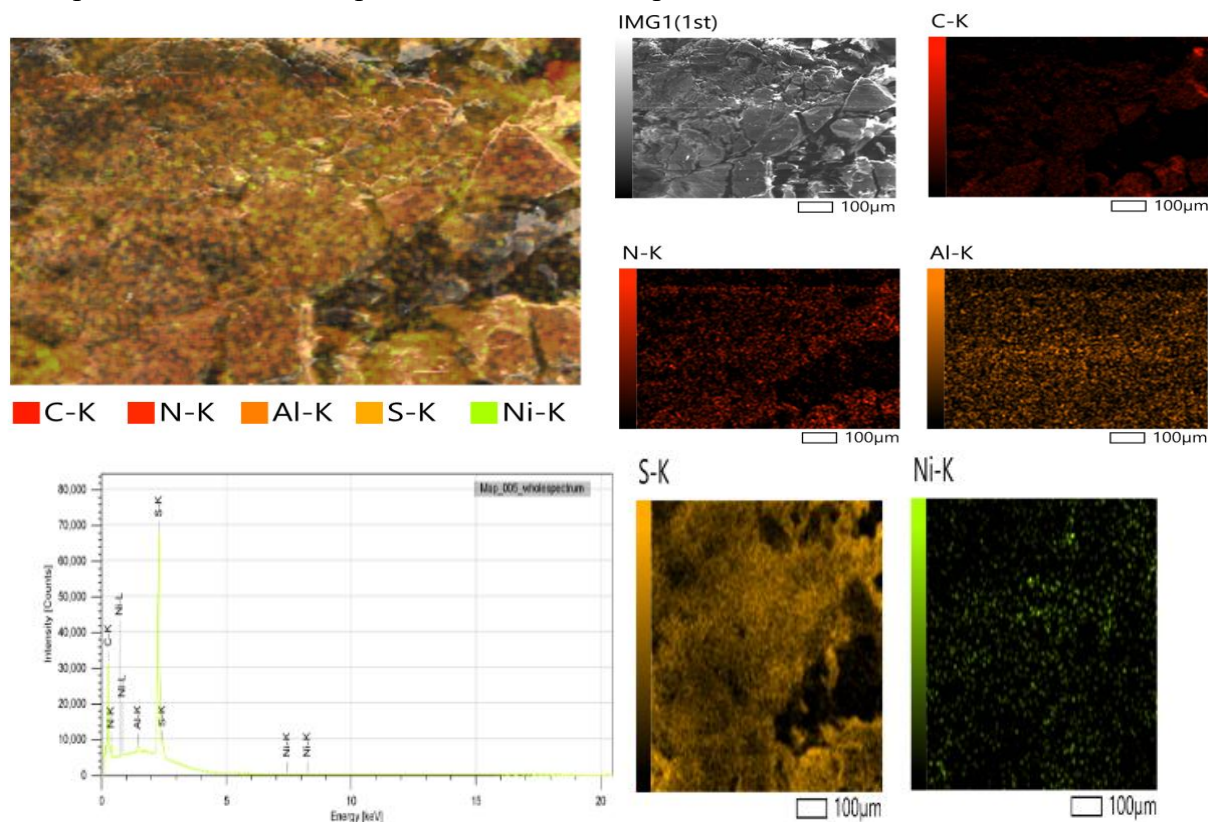 IMG1(1st)
C-K
100μm
100μm
N-K
Al-K
100μm
100μm
C-K N-K Al-K S-K Ni-K
S-K
Ni-K
100μm
100μm
Map_006_wholespectrum
80,000
70,000
60,000
50,000
40,000
30,000
20,000
10,000
0
Intensity [Counts]
N-K
C-K
Ni-L
Ni-L
Al-K
S-K
S-K
Ni-K
Ni-K
0 5 10 15 20
Energy [keV]